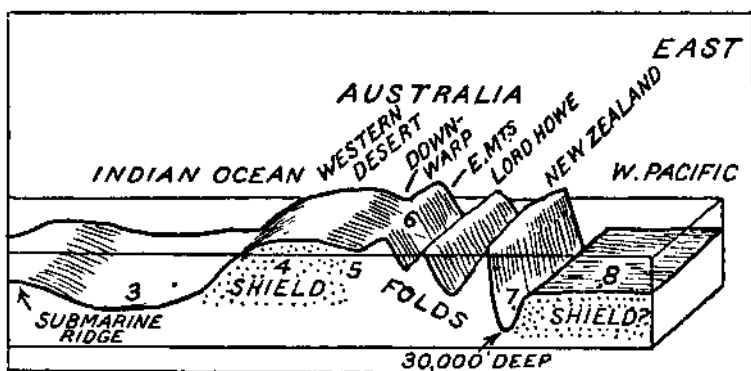 EAST
AUSTRALIA
INDIAN OCEAN
WESTERN
DESERT
DOWN-
WARP
E.MTS
LORD HOWE
NEW ZEALAND
W. PACIFIC
6
3
4
5
SHIELD
FOLDS
7
8
SHIELD?
SUBMARINE
RIDGE
30,000' DEEP